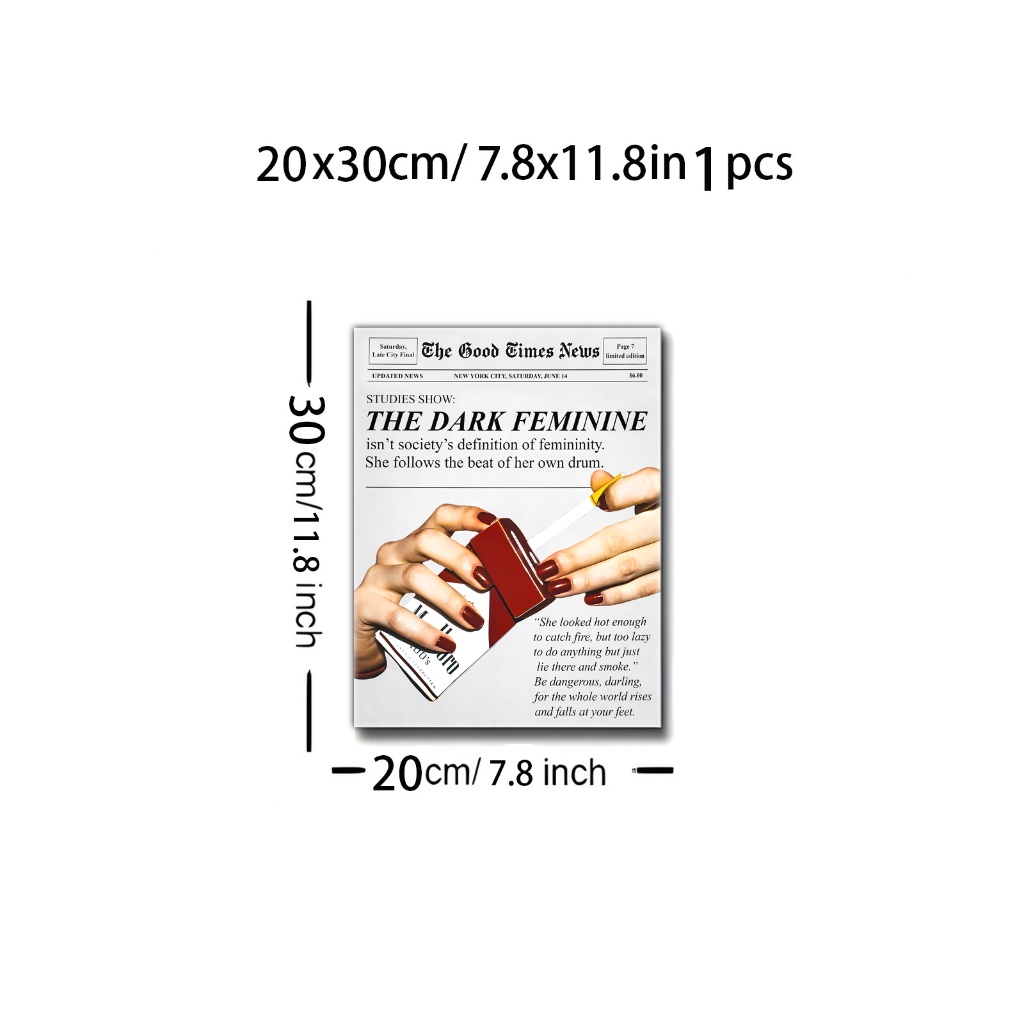 20x30cm/ 7.8x11.8in 1pcs
30cm/11.8 inch
Saturday,
Late City Final
The Good Times News
Page 7
limited edition
UPDATED NEWS
NEW YORK CITY, SATURDAY, JUNE 14
$6.00
STUDIES SHOW:
THE DARK FEMININE
isn't society's definition of femininity.
She follows the beat of her own drum.
100's
"She looked hot enough
to catch fire, but too lazy
to do anything but just
lie there and smoke."
Be dangerous, darling,
for the whole world rises
and falls at your feet.
20cm/ 7.8 inch